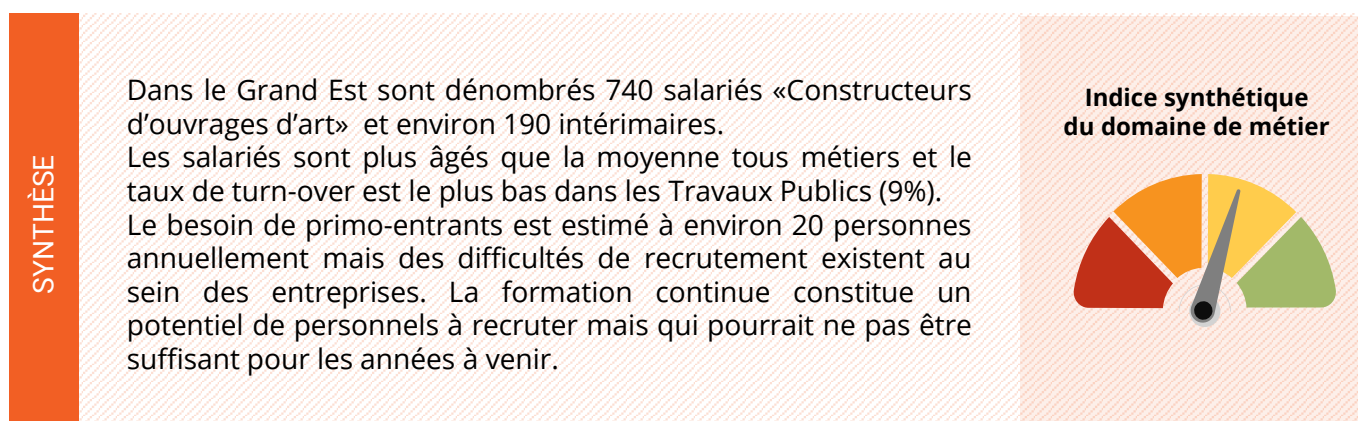 SYNTHÈSE
Dans le Grand Est sont dénombrés 740 salariés «Constructeurs
d'ouvrages d'art»  et environ 190 intérimaires.
Les salariés sont plus âgés que la moyenne tous métiers et le
taux de turn-over est le plus bas dans les Travaux Publics (9%).
Le besoin de primo-entrants est estimé à environ 20 personnes
annuellement mais des difficultés de recrutement existent au
sein des entreprises. La formation continue constitue un
potentiel de personnels à recruter mais qui pourrait ne pas être
suffisant pour les années à venir.
Indice synthétique
du domaine de métier